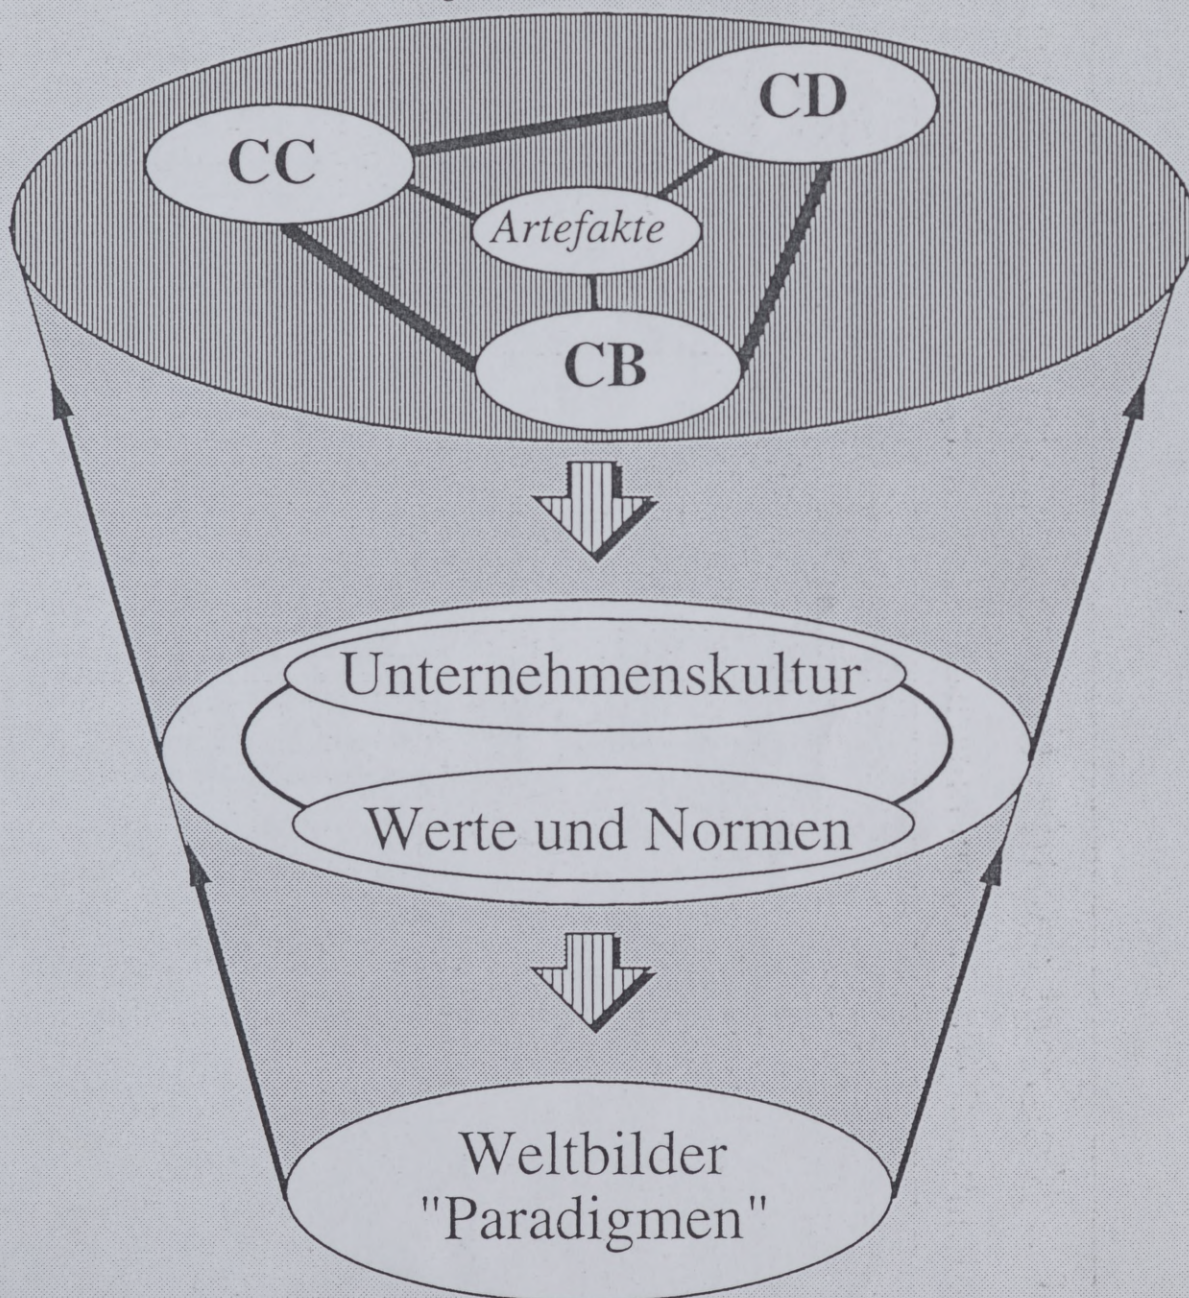 CD
CC
Artefakte
CB
Unternehmenskultur
Werte und Normen
Weltbilder
"Paradigmen"